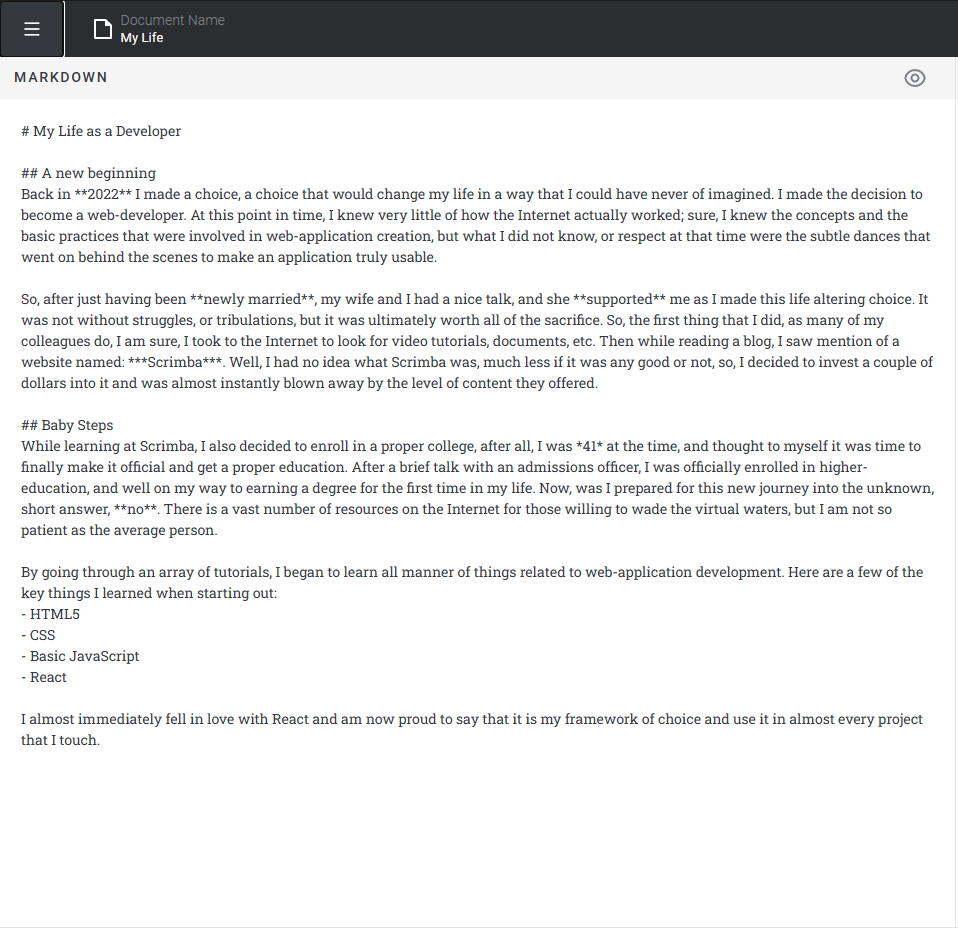 Document Name
My Life
MARKDOWN
# My Life as a Developer
## A new beginning
Back in **2022** I made a choice, a choice that would change my life in a way that I could have never of imagined. I made the decision to
become a web-developer. At this point in time, I knew very little of how the Internet actually worked; sure, I knew the concepts and the
basic practices that were involved in web-application creation, but what I did not know, or respect at that time were the subtle dances that
went on behind the scenes to make an application truly usable.
So, after just having been **newly married**, my wife and I had a nice talk, and she **supported** me as I made this life altering choice. It
was not without struggles, or tribulations, but it was ultimately worth all of the sacrifice. So, the first thing that I did, as many of my
colleagues do, I am sure, I took to the Internet to look for video tutorials, documents, etc. Then while reading a blog, I saw mention of a
website named: ***Scrimba***. Well, I had no idea what Scrimba was, much less if it was any good or not, so, I decided to invest a couple of
dollars into it and was almost instantly blown away by the level of content they offered.
## Baby Steps
While learning at Scrimba, I also decided to enroll in a proper college, after all, I was *41* at the time, and thought to myself it was time to
finally make it official and get a proper education. After a brief talk with an admissions officer, I was officially enrolled in higher-
education, and well on my way to earning a degree for the first time in my life. Now, was I prepared for this new journey into the unknown,
short answer, **no**. There is a vast number of resources on the Internet for those willing to wade the virtual waters, but I am not so
patient as the average person.
By going through an array of tutorials, I began to learn all manner of things related to web-application development. Here are a few of the
key things I learned when starting out:
- HTML5
- CSS
- Basic JavaScript
- React
I almost immediately fell in love with React and am now proud to say that it is my framework of choice and use it in almost every project
that I touch.